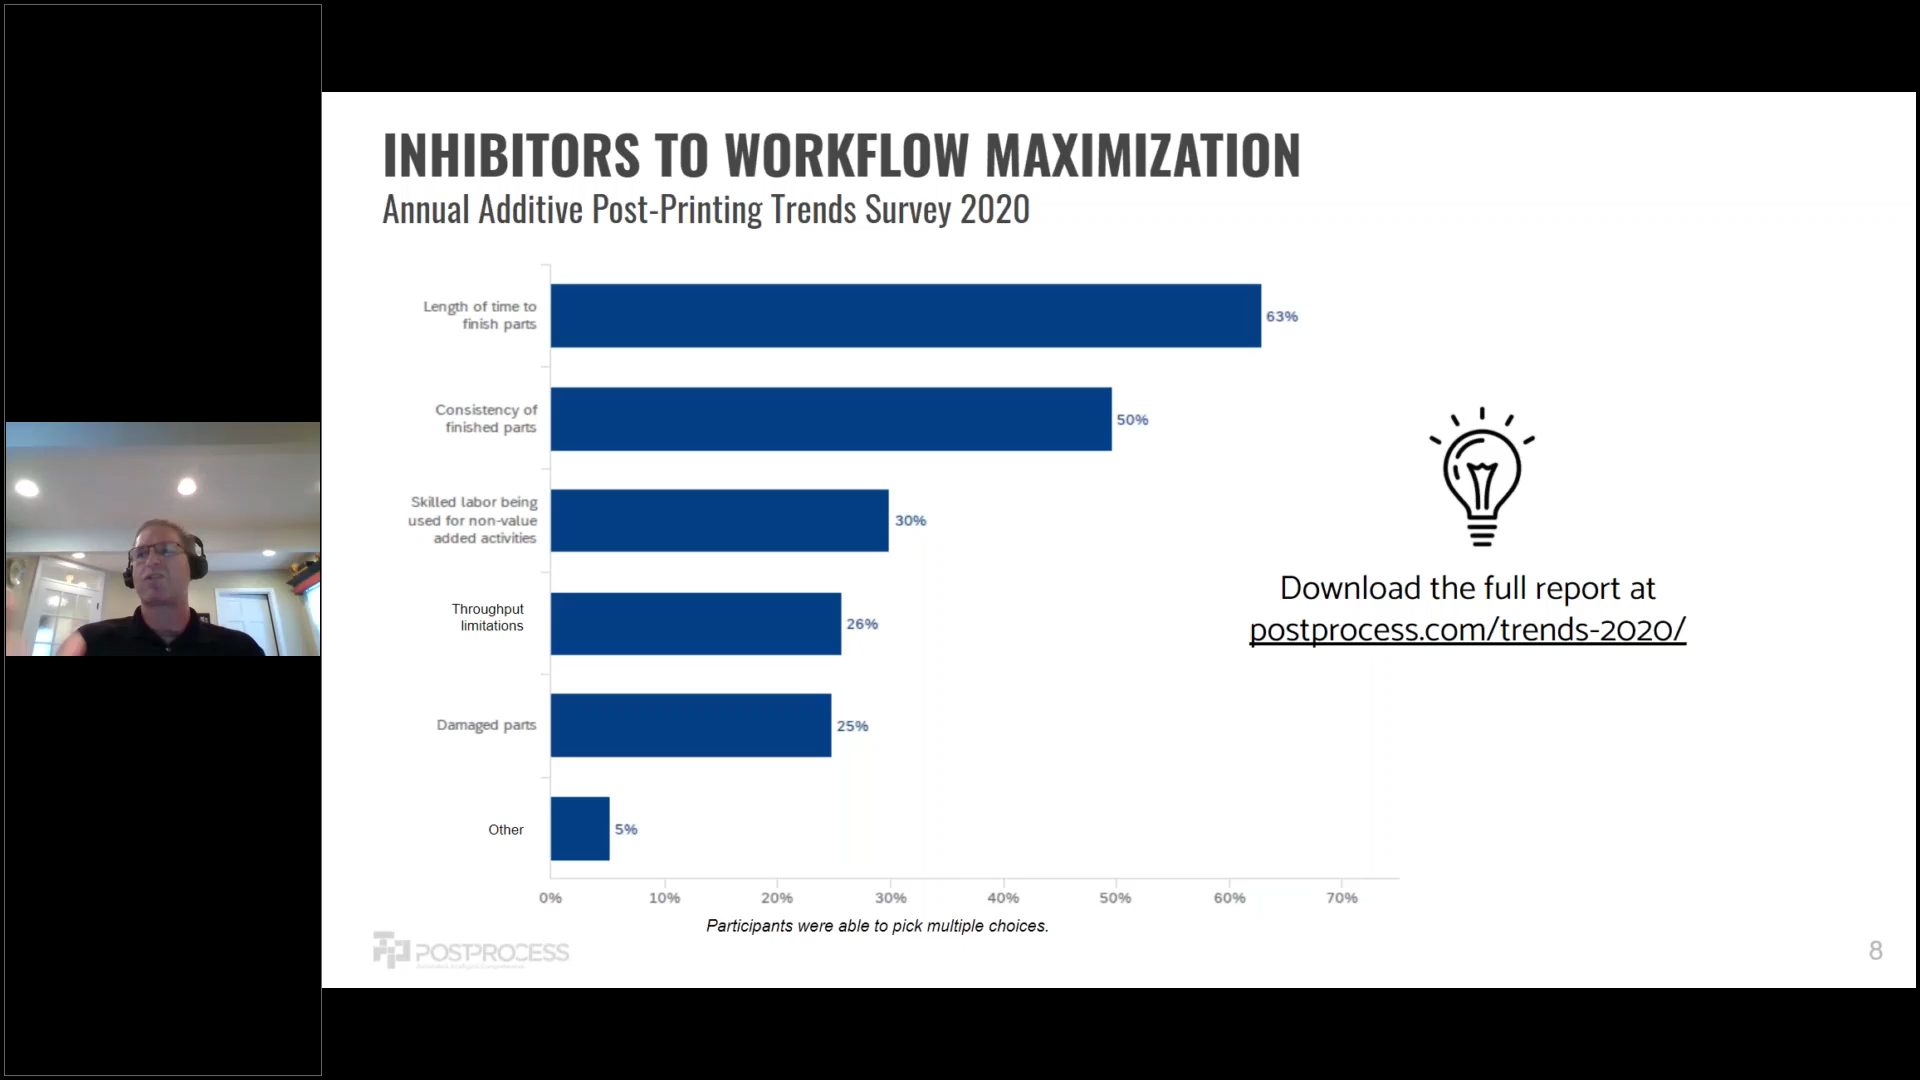 INHIBITORS TO WORKFLOW MAXIMIZATION
Annual Additive Post-Printing Trends Survey 2020
Length of time to
finish parts
63%
Consistency of
finished parts
50%
Skilled labor being
used for non-value
added activities
30%
Throughput
limitations
26%
Damaged parts
25%
Other
5%
0% 10% 20% 30% 40% 50% 60% 70%
Participants were able to pick multiple choices.
Download the full report at
postprocess.com/trends-2020/
POSTPROCESS
8